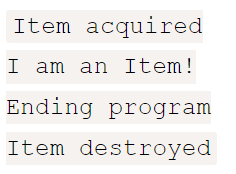 Item acquired
I am an Item!
Ending program
Item destroyed